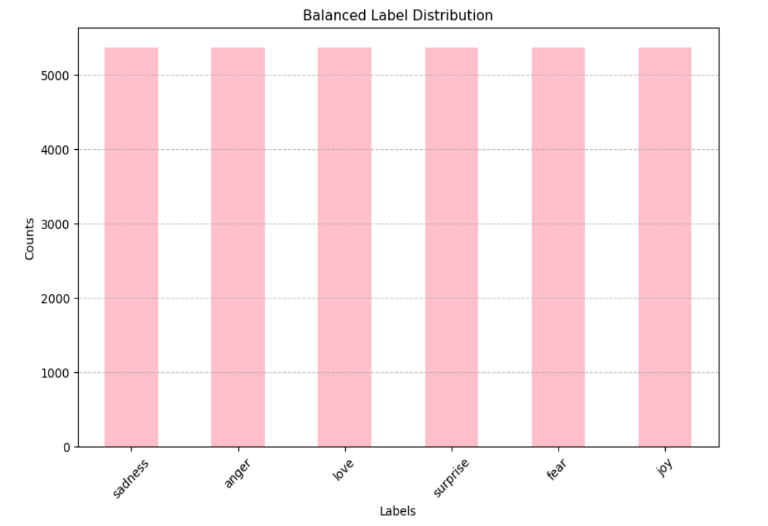 Balanced Label Distribution
5000
4000
3000
2000
1000
0
Counts
sadness
anger
love
surprise
fear
joy
Labels